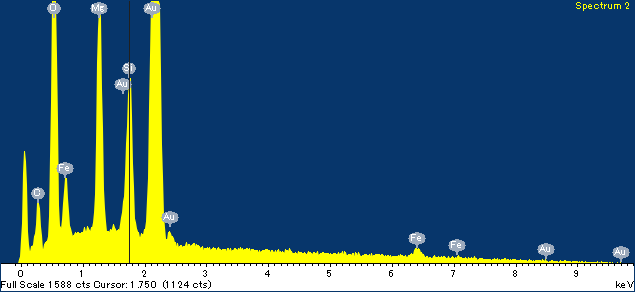 Spectrum 2
O Mg Au
Si
Au
Fe
C
Au
Fe Fe Au Au
0 1 2 3 4 5 6 7 8 9
Full Scale 1588 cts Cursor: 1.750 (1124 cts) keV